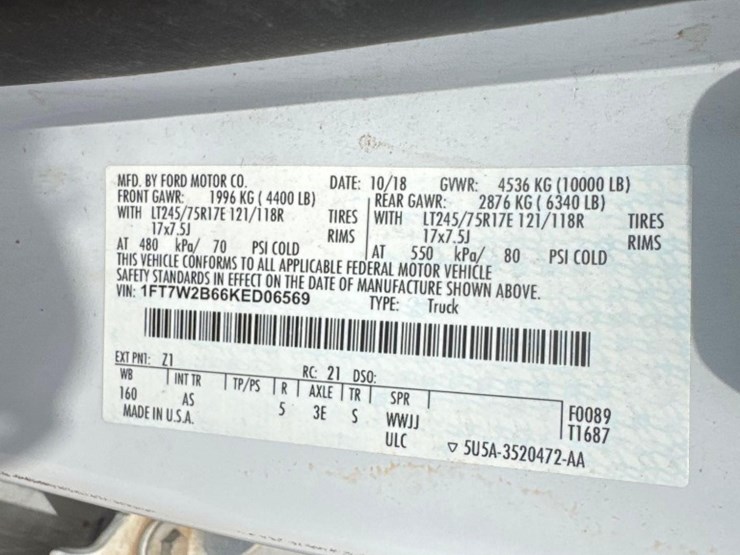 MFD. BY FORD MOTOR CO. DATE: 10/18 GVWR: 4536 KG (10000 LB)
FRONT GAWR: 1996 KG ( 4400 LB) REAR GAWR: 2876 KG ( 6340 LB)
WITH LT245/75R17E 121/118R TIRES WITH LT245/75R17E 121/118R TIRES
17x7.5J RIMS 17x7.5J RIMS
AT 480 kPa/ 70 PSI COLD AT 550 kPa/ 80 PSI COLD
THIS VEHICLE CONFORMS TO ALL APPLICABLE FEDERAL MOTOR VEHICLE
SAFETY STANDARDS IN EFFECT ON THE DATE OF MANUFACTURE SHOWN ABOVE.
VIN: 1FT7W2B66KED06569 TYPE: Truck
EXT PNT: Z1 RC: 21 DSO:
WB INT TR TP/PS R AXLE TR SPR
160 AS 5 3E S WWJJ F0089
MADE IN U.S.A. ULC T1687
▽ 5U5A-3520472-AA